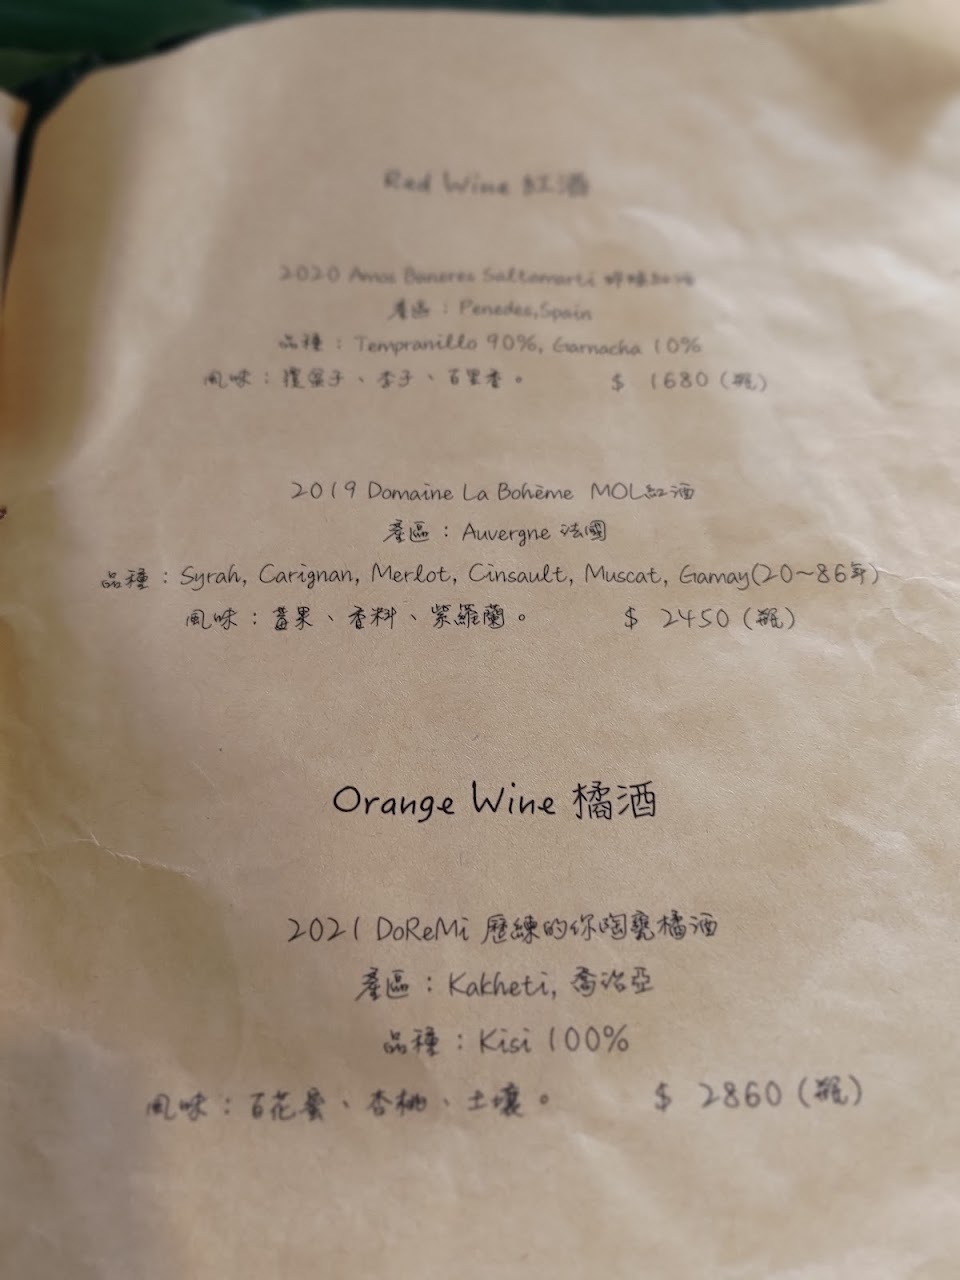 Red Wine 紅酒
2020 Amos Baneres Saltamarti 紅酒
產區：Penedes,Spain
品種：Tempranillo 90%, Garnacha 10%
風味：覆盆子、李子、百里香。 $ 1680（瓶）
2019 Domaine La Bohème MOL紅酒
產區：Auvergne 法國
品種：Syrah, Carignan, Merlot, Cinsault, Muscat, Gamay(20～86年)
風味：莓果、香料、紫羅蘭。 $ 2450（瓶）
Orange Wine 橘酒
2021 DoReMi 歷練的你陶甕橘酒
產區：Kakheti, 喬治亞
品種：Kisi 100%
風味：百花蜜、杏桃、土壤。 $ 2860（瓶）